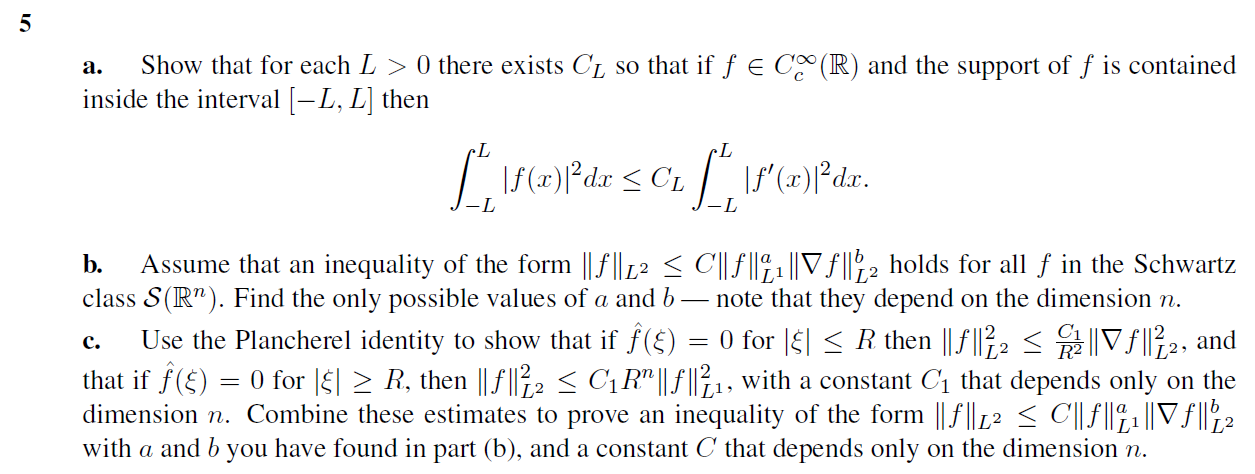 5
a. Show that for each $L > 0$ there exists $C_L$ so that if $f \in C_c^\infty(\mathbb{R})$ and the support of $f$ is contained
inside the interval $[-L, L]$ then
$$\int_{-L}^{L} |f(x)|^2 dx \leq C_L \int_{-L}^{L} |f'(x)|^2 dx.$$
b. Assume that an inequality of the form $\|f\|_{L^2} \leq C\|f\|_{L^1}^a \|\nabla f\|_{L^2}^b$ holds for all $f$ in the Schwartz
class $\mathcal{S}(\mathbb{R}^n)$. Find the only possible values of $a$ and $b$ — note that they depend on the dimension $n$.
c. Use the Plancherel identity to show that if $\hat{f}(\xi) = 0$ for $|\xi| \leq R$ then $\|f\|_{L^2}^2 \leq \frac{C_1}{R^2} \|\nabla f\|_{L^2}^2$, and
that if $\hat{f}(\xi) = 0$ for $|\xi| \geq R$, then $\|f\|_{L^2}^2 \leq C_1 R^n \|f\|_{L^1}^2$, with a constant $C_1$ that depends only on the
dimension $n$. Combine these estimates to prove an inequality of the form $\|f\|_{L^2} \leq C\|f\|_{L^1}^a \|\nabla f\|_{L^2}^b$
with $a$ and $b$ you have found in part (b), and a constant $C$ that depends only on the dimension $n$.